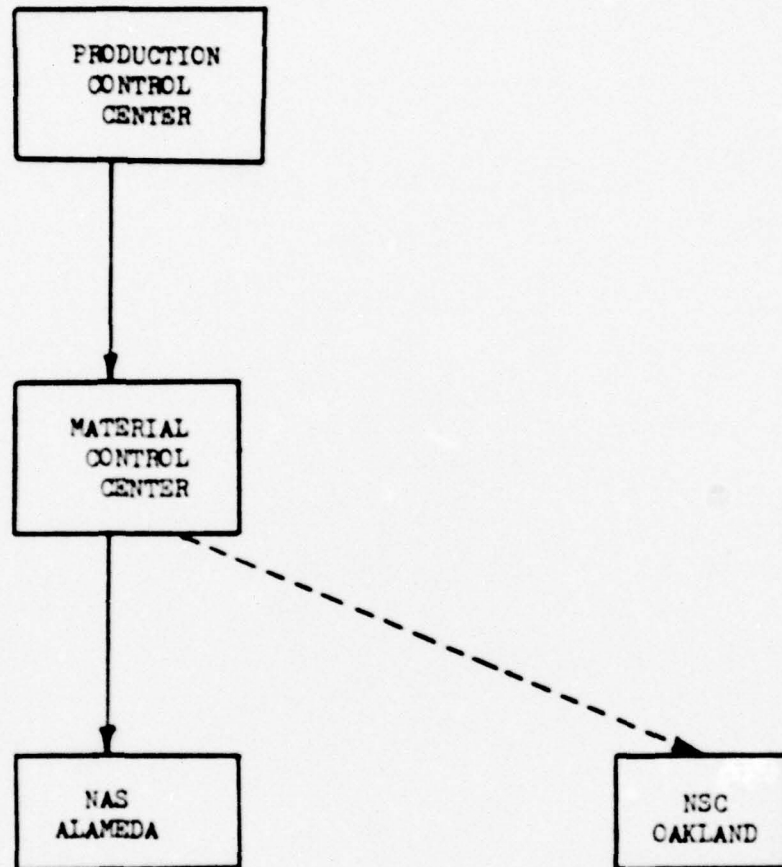 PRODUCTION
CONTROL
CENTER
MATERIAL
CONTROL
CENTER
NAS
ALAMEDA
NSC
OAKLAND